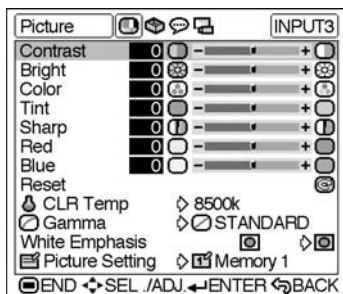 Picture INPUT3
Contrast 0 - +
Bright 0 - +
Color 0 - +
Tint 0 - +
Sharp 0 - +
Red 0 - +
Blue 0 - +
Reset
CLR Temp 8500k
Gamma STANDARD
White Emphasis
Picture Setting Memory 1
END SEL ./ADJ. ENTER BACK